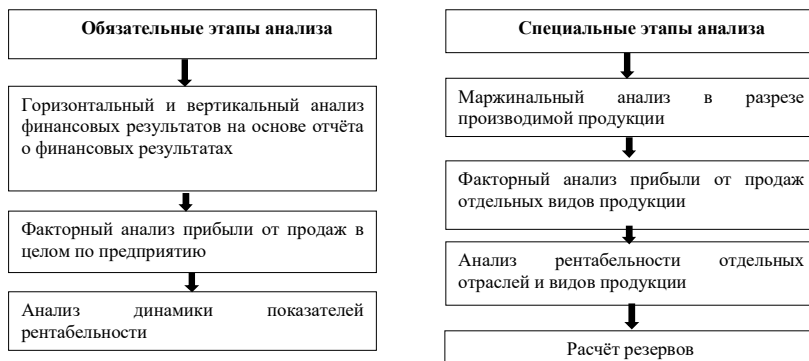 Обязательные этапы анализа
Горизонтальный и вертикальный анализ
финансовых результатов на основе отчёта
о финансовых результатах
Факторный анализ прибыли от продаж в
целом по предприятию
Анализ динамики показателей
рентабельности
Специальные этапы анализа
Маржинальный анализ в разрезе
производимой продукции
Факторный анализ прибыли от продаж
отдельных видов продукции
Анализ рентабельности отдельных
отраслей и видов продукции
Расчёт резервов